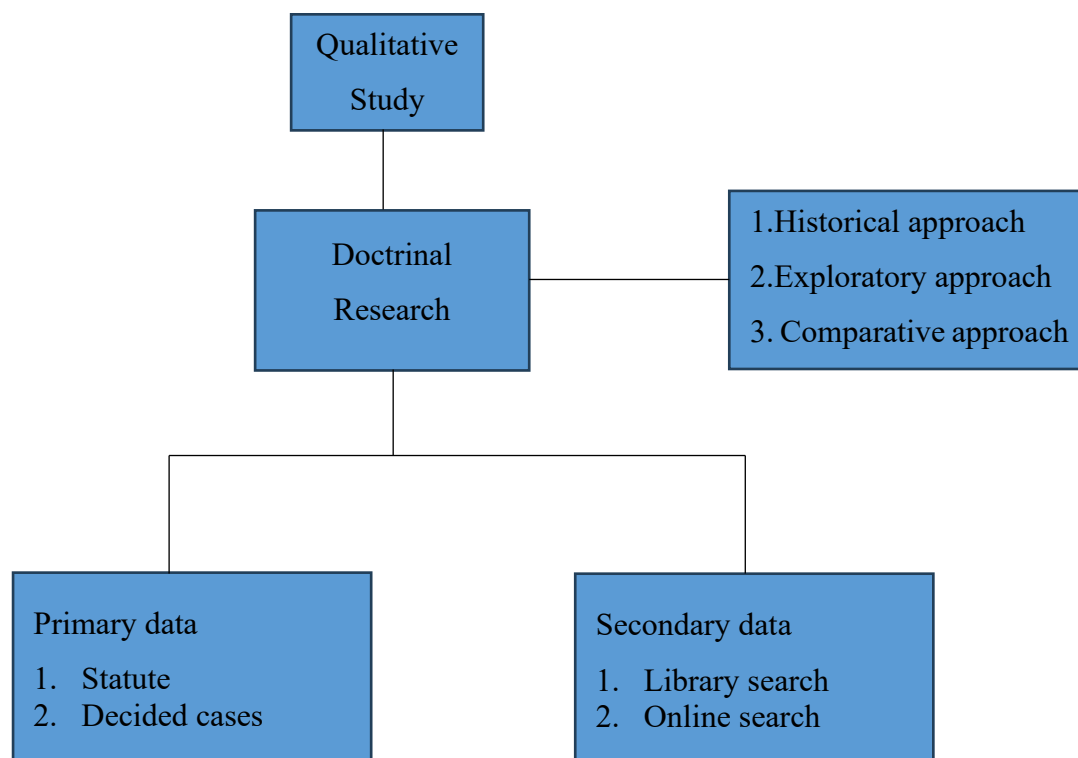 Qualitative
Study
Doctrinal
Research
1.Historical approach
2.Exploratory approach
3. Comparative approach
Primary data
1. Statute
2. Decided cases
Secondary data
1. Library search
2. Online search